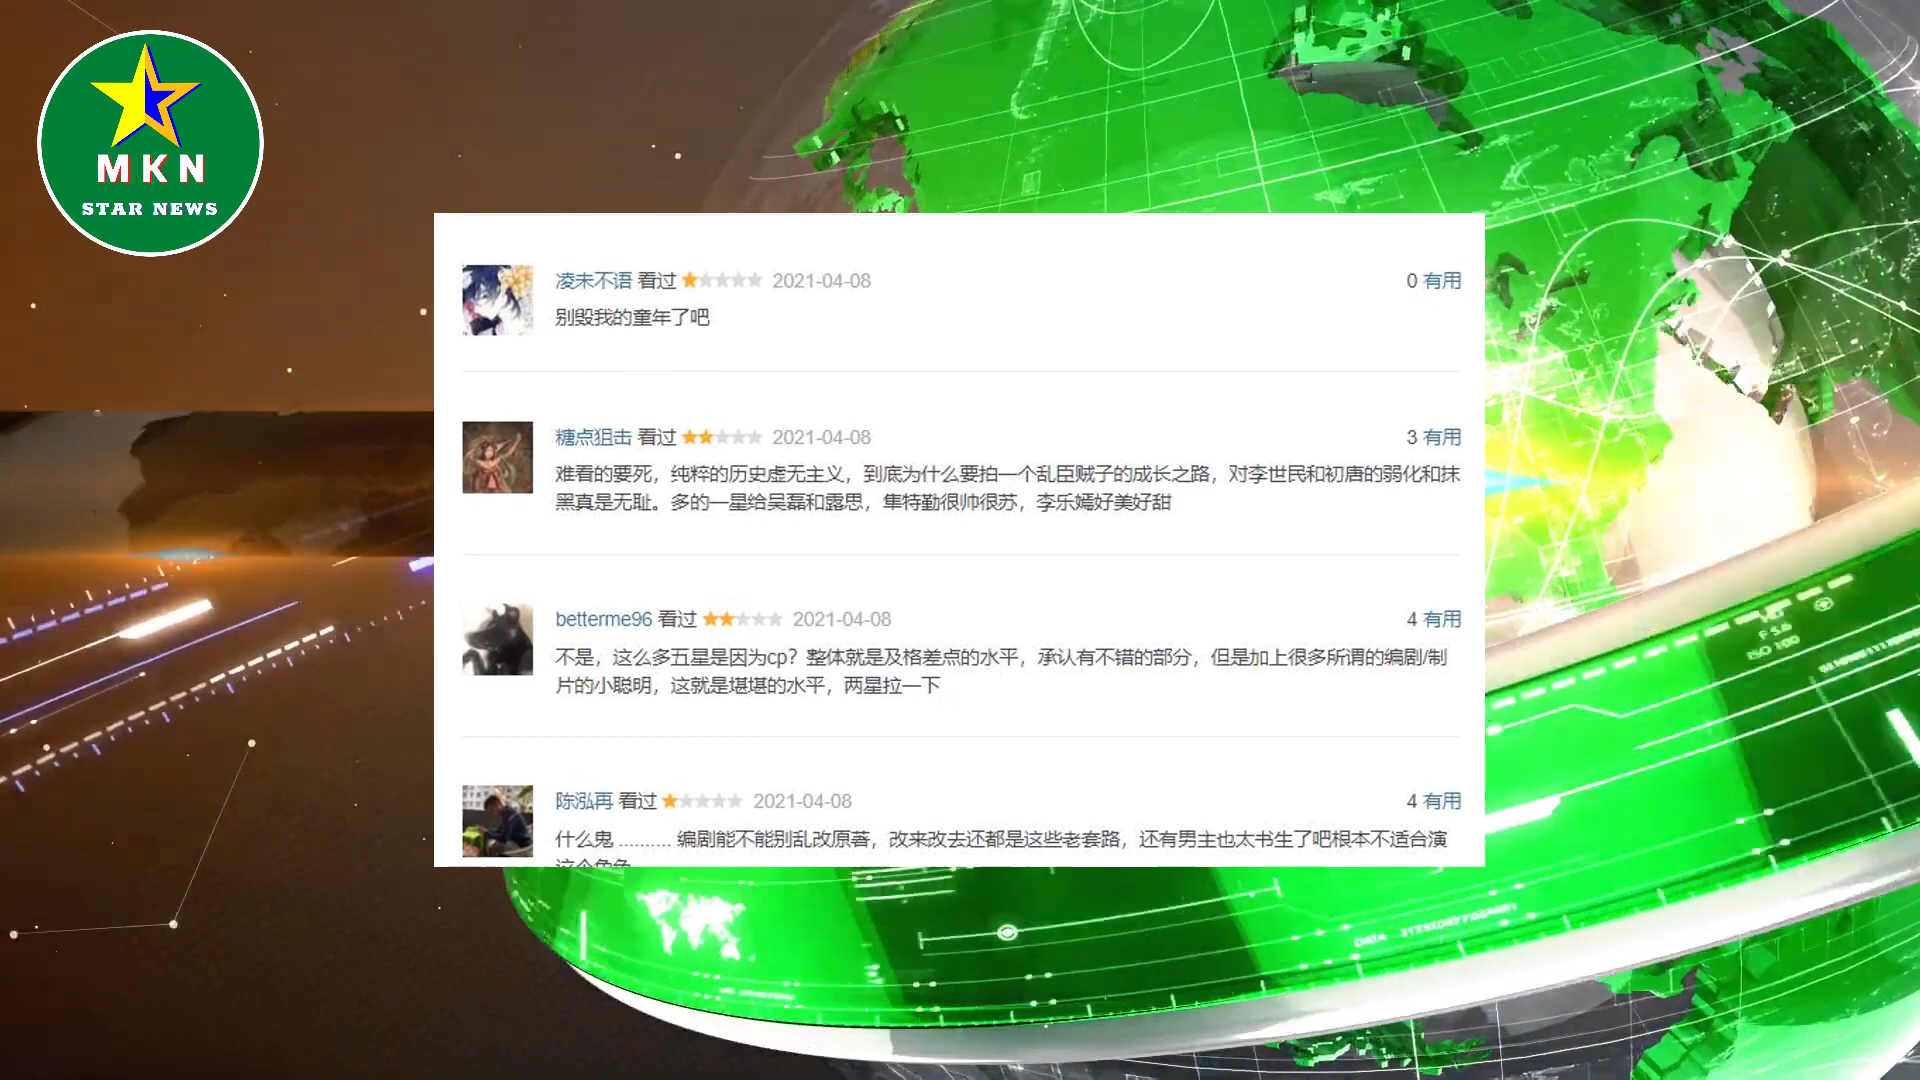 MKN
STAR NEWS
凌未不语 看过 2021-04-08
0 有用
别毁我的童年了吧
糖点狙击 看过 2021-04-08
3 有用
难看的要死，纯粹的历史虚无主义，到底为什么要拍一个乱臣贼子的成长之路，对李世民和初唐的弱化和抹
黑真是无耻。多的一星给吴磊和露思，隼特勤很帅很苏，李乐嫣好美好甜
betterme96 看过 2021-04-08
4 有用
不是，这么多五星是因为cp？整体就是及格差点的水平，承认有不错的部分，但是加上很多所谓的编剧/制
片的小聪明，这就是堪堪的水平，两星拉一下
陈泓再 看过 2021-04-08
4 有用
什么鬼 .......... 编剧能不能别乱改原著，改来改去还都是这些老套路，还有男主也太书生了吧根本不适合演
这个角色
F 5.6
ISO 100